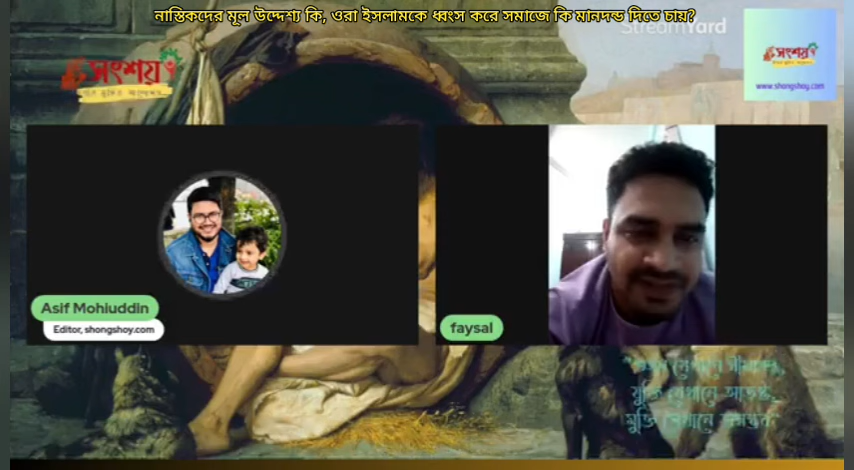 নাস্তিকদের মূল উদ্দেশ্য কি, ওরা ইসলামকে ধ্বংস করে সমাজে কি মানদন্ড দিতে চায়?
StreamYard
সংশয়
সংশয়
www.shongshoy.com
Asif Mohiuddin
Editor, shongshoy.com
faysal
যুক্তি যেখানে
মুক্তি যেখানে